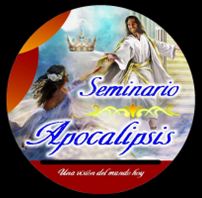 Seminario
Apocalipsis
Una visión del mundo hoy